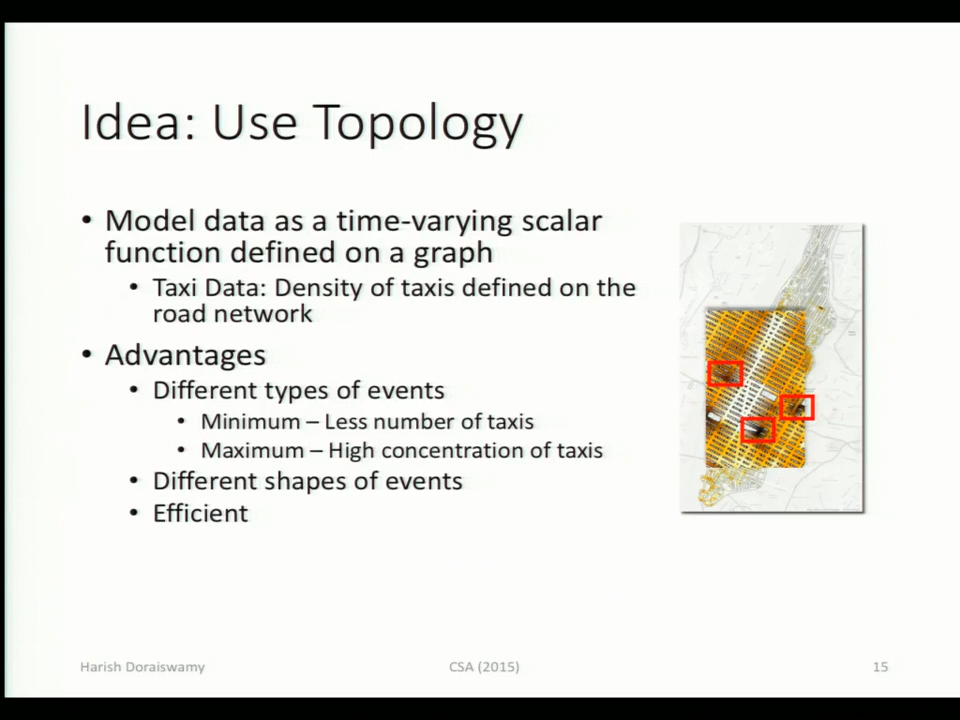 Idea: Use Topology
• Model data as a time-varying scalar
function defined on a graph
• Taxi Data: Density of taxis defined on the
road network
• Advantages
• Different types of events
• Minimum – Less number of taxis
• Maximum – High concentration of taxis
• Different shapes of events
• Efficient
Harish Doraiswamy
CSA (2015)
15